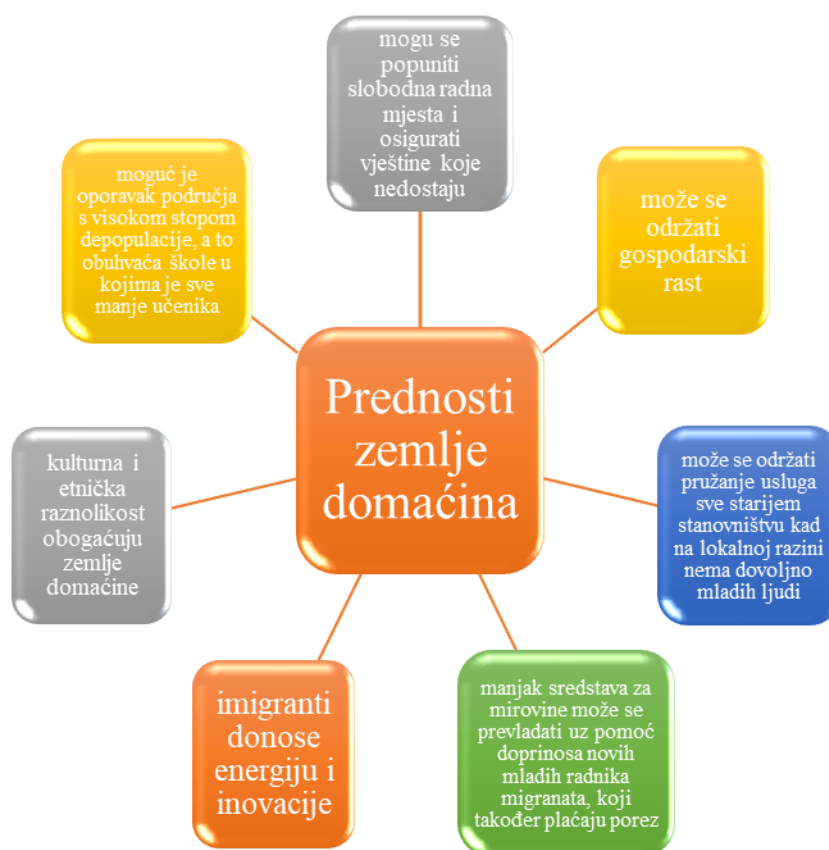 mogu se
popuniti
slobodna radna
mjesta i
osigurati
vještine koje
nedostaju
može se
održati
gospodarski
rast
može se održati
pružanje usluga
sve starijem
stanovništvu kad
na lokalnoj razini
nema dovoljno
mladih ljudi
manjak sredstava za
mirovine može se
prevladati uz pomoć
doprinosa novih
mladih radnika
migranata, koji
također plaćaju porez
imigranti
donose
energiju i
inovacije
kulturna i
etnička
raznolikost
obogaćuju
zemlje
domaćine
moguć je
oporavak područja
s visokom stopom
depopulacije, a to
obuhvaća škole u
kojima je sve
manje učenika
Prednosti
zemlje
domaćina